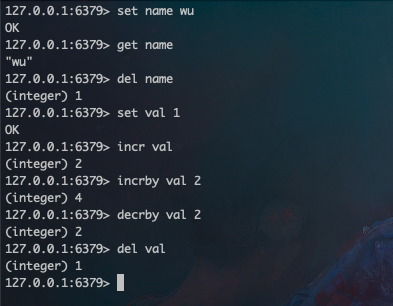 127.0.0.1:6379> set name wu
OK
127.0.0.1:6379> get name
"wu"
127.0.0.1:6379> del name
(integer) 1
127.0.0.1:6379> set val 1
OK
127.0.0.1:6379> incr val
(integer) 2
127.0.0.1:6379> incrby val 2
(integer) 4
127.0.0.1:6379> decrby val 2
(integer) 2
127.0.0.1:6379> del val
(integer) 1
127.0.0.1:6379>